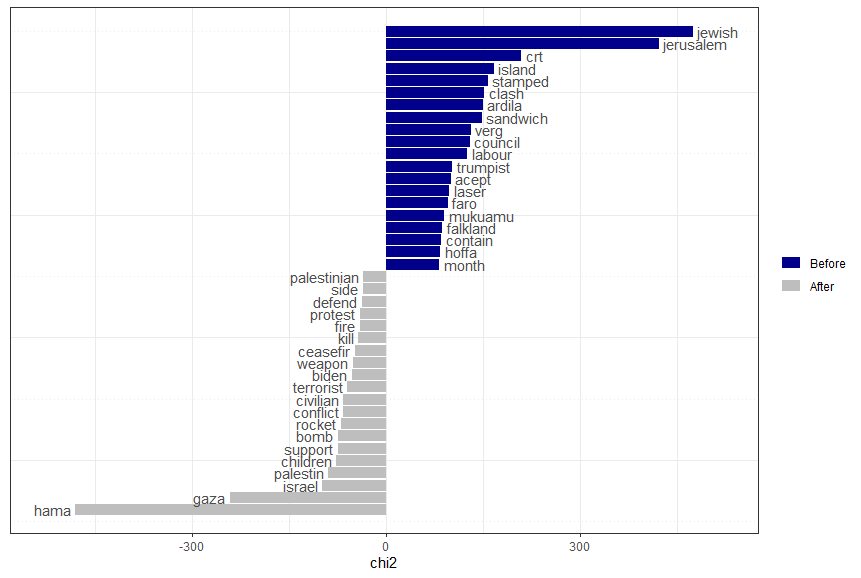 jewish
jerusalem
crt
island
stamped
clash
ardila
sandwich
verg
council
labour
trumpist
acept
laser
faro
mukuamu
falkland
contain
hoffa
month
palestinian
side
defend
protest
fire
kill
ceasefir
weapon
biden
terrorist
civilian
conflict
rocket
bomb
support
children
palestin
israel
gaza
hama
Before
After
-300 0 300
chi2